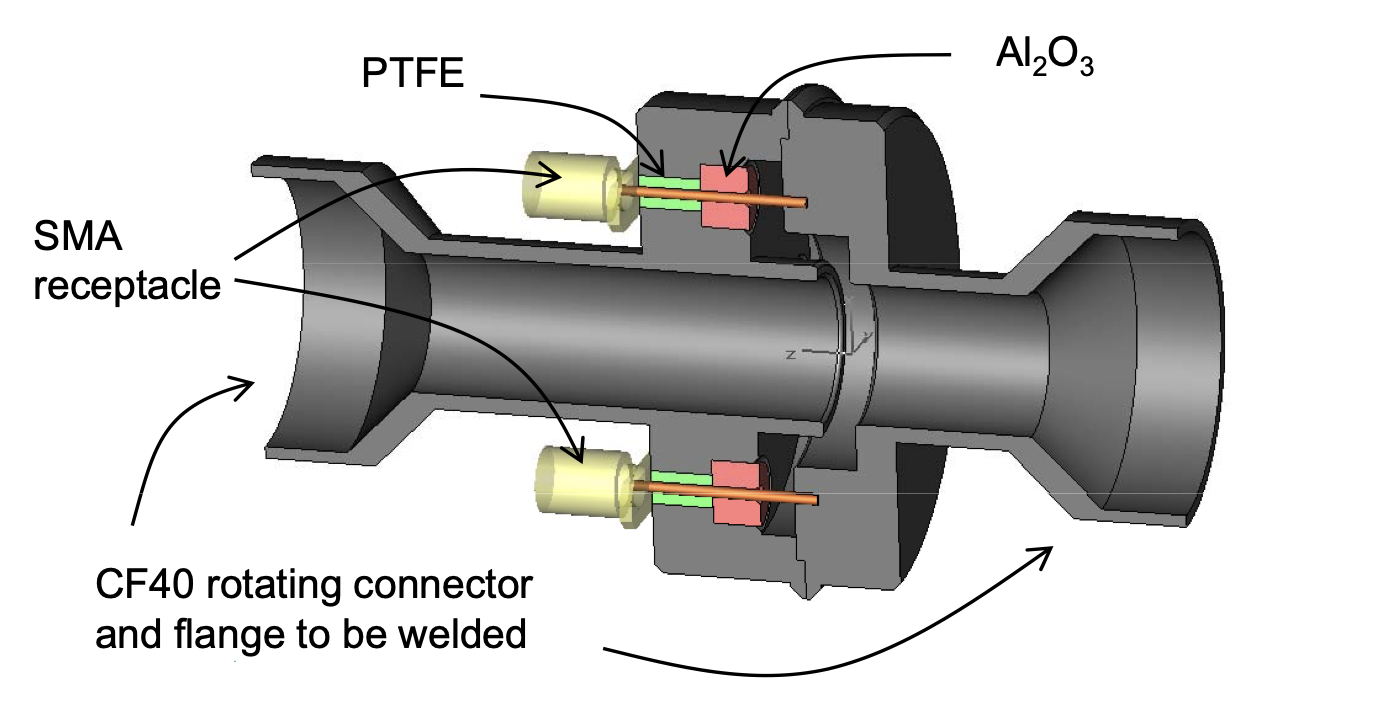 PTFE
Al₂O₃
SMA
receptacle
z
Y
CF40 rotating connector
and flange to be welded